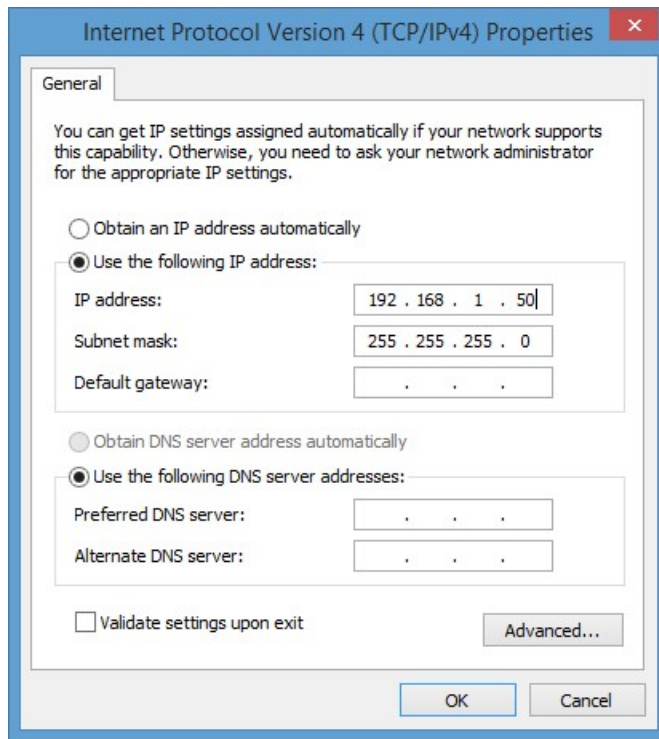 Internet Protocol Version 4 (TCP/IPv4) Properties
General
You can get IP settings assigned automatically if your network supports
this capability. Otherwise, you need to ask your network administrator
for the appropriate IP settings.
Obtain an IP address automatically
Use the following IP address:
IP address: 192 . 168 . 1 . 50
Subnet mask: 255 . 255 . 255 . 0
Default gateway: . . .
Obtain DNS server address automatically
Use the following DNS server addresses:
Preferred DNS server: . . .
Alternate DNS server: . . .
Validate settings upon exit
Advanced...
OK Cancel